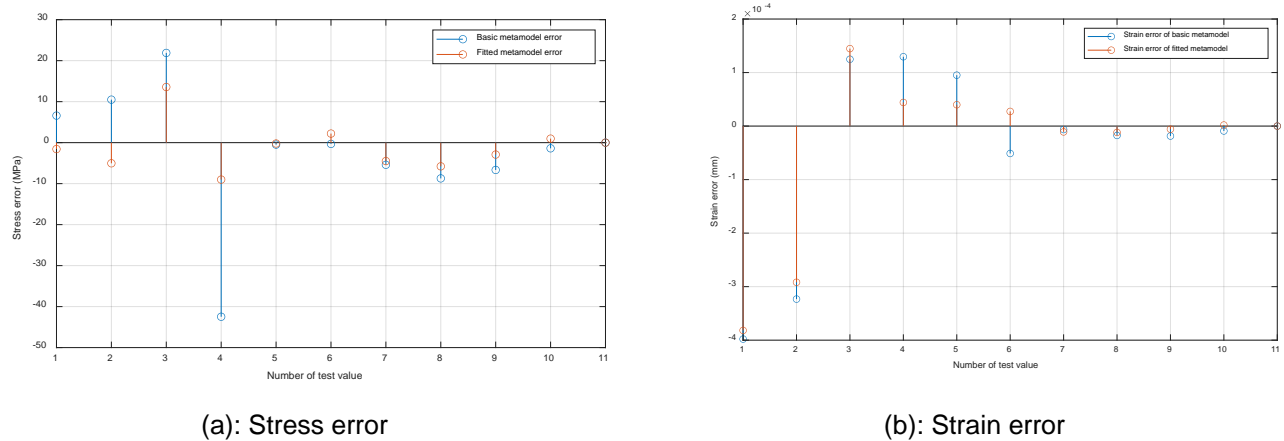 30
20
10
0
-10
-20
-30
-40
-50
Stress error (MPa)
Basic metamodel error
Fitted metamodel error
1 2 3 4 5 6 7 8 9 10 11
Number of test value
(a): Stress error
× 10⁻⁴
2
1
0
-1
-2
-3
-4
Strain error (mm)
Strain error of basic metamodel
Strain error of fitted metamodel
1 2 3 4 5 6 7 8 9 10 11
Number of test value
(b): Strain error